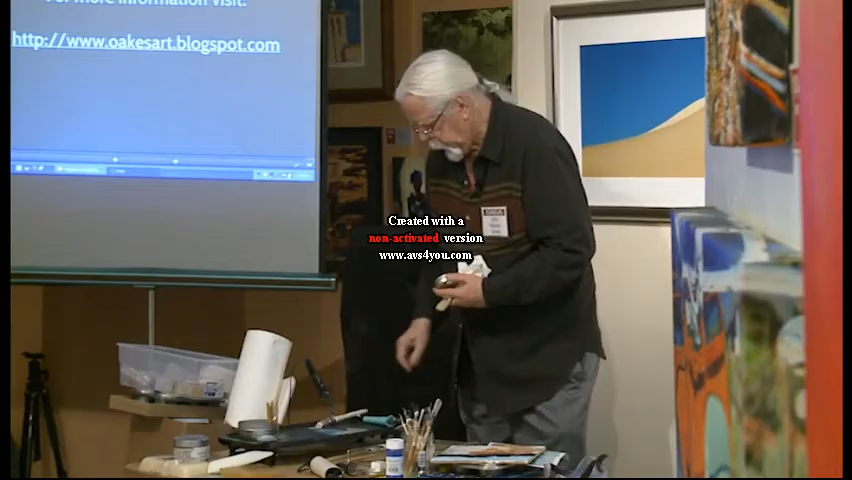 For more information visit:
http://www.oakesart.blogspot.com
Created with a
non-activated version
www.avs4you.com